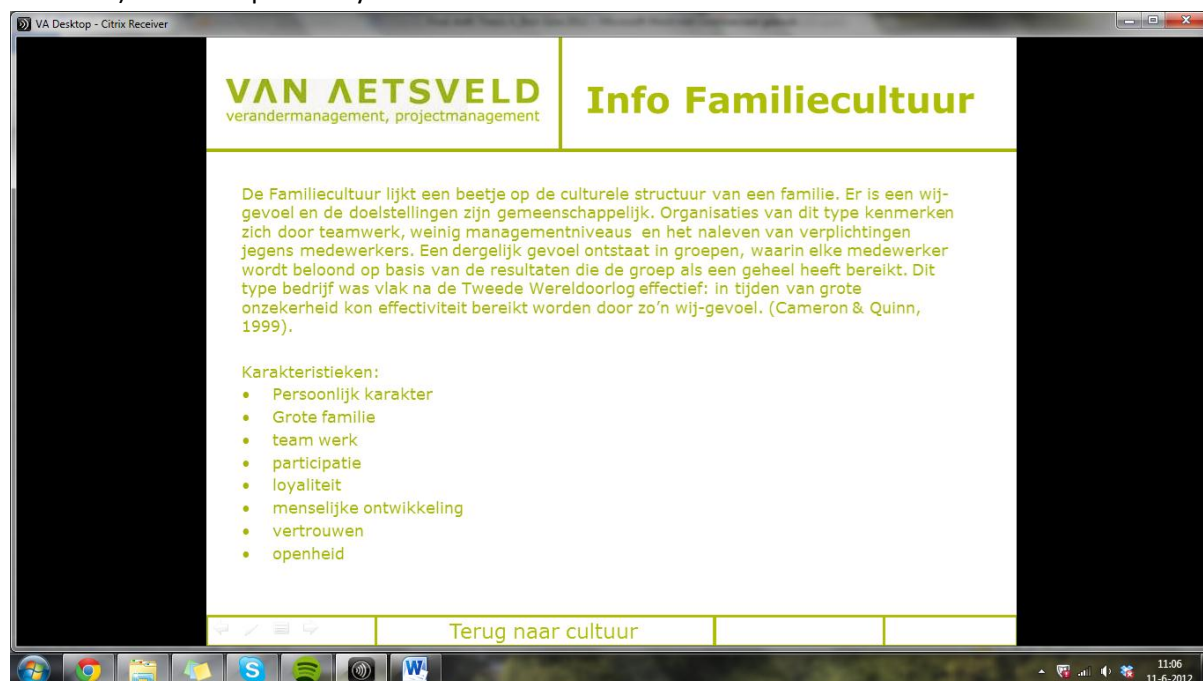 VA Desktop - Citrix Receiver
VAN AETSVELD
verandermanagement, projectmanagement
Info Familiecultuur
De Familiecultuur lijkt een beetje op de culturele structuur van een familie. Er is een wij-
gevoel en de doelstellingen zijn gemeenschappelijk. Organisaties van dit type kenmerken
zich door teamwerk, weinig managementniveaus en het naleven van verplichtingen
jegens medewerkers. Een dergelijk gevoel ontstaat in groepen, waarin elke medewerker
wordt beloond op basis van de resultaten die de groep als een geheel heeft bereikt. Dit
type bedrijf was vlak na de Tweede Wereldoorlog effectief: in tijden van grote
onzekerheid kon effectiviteit bereikt worden door zo'n wij-gevoel. (Cameron & Quinn,
1999).
Karakteristieken:
• Persoonlijk karakter
• Grote familie
• team werk
• participatie
• loyaliteit
• menselijke ontwikkeling
• vertrouwen
• openheid
Terug naar cultuur
11:06
11-6-2012